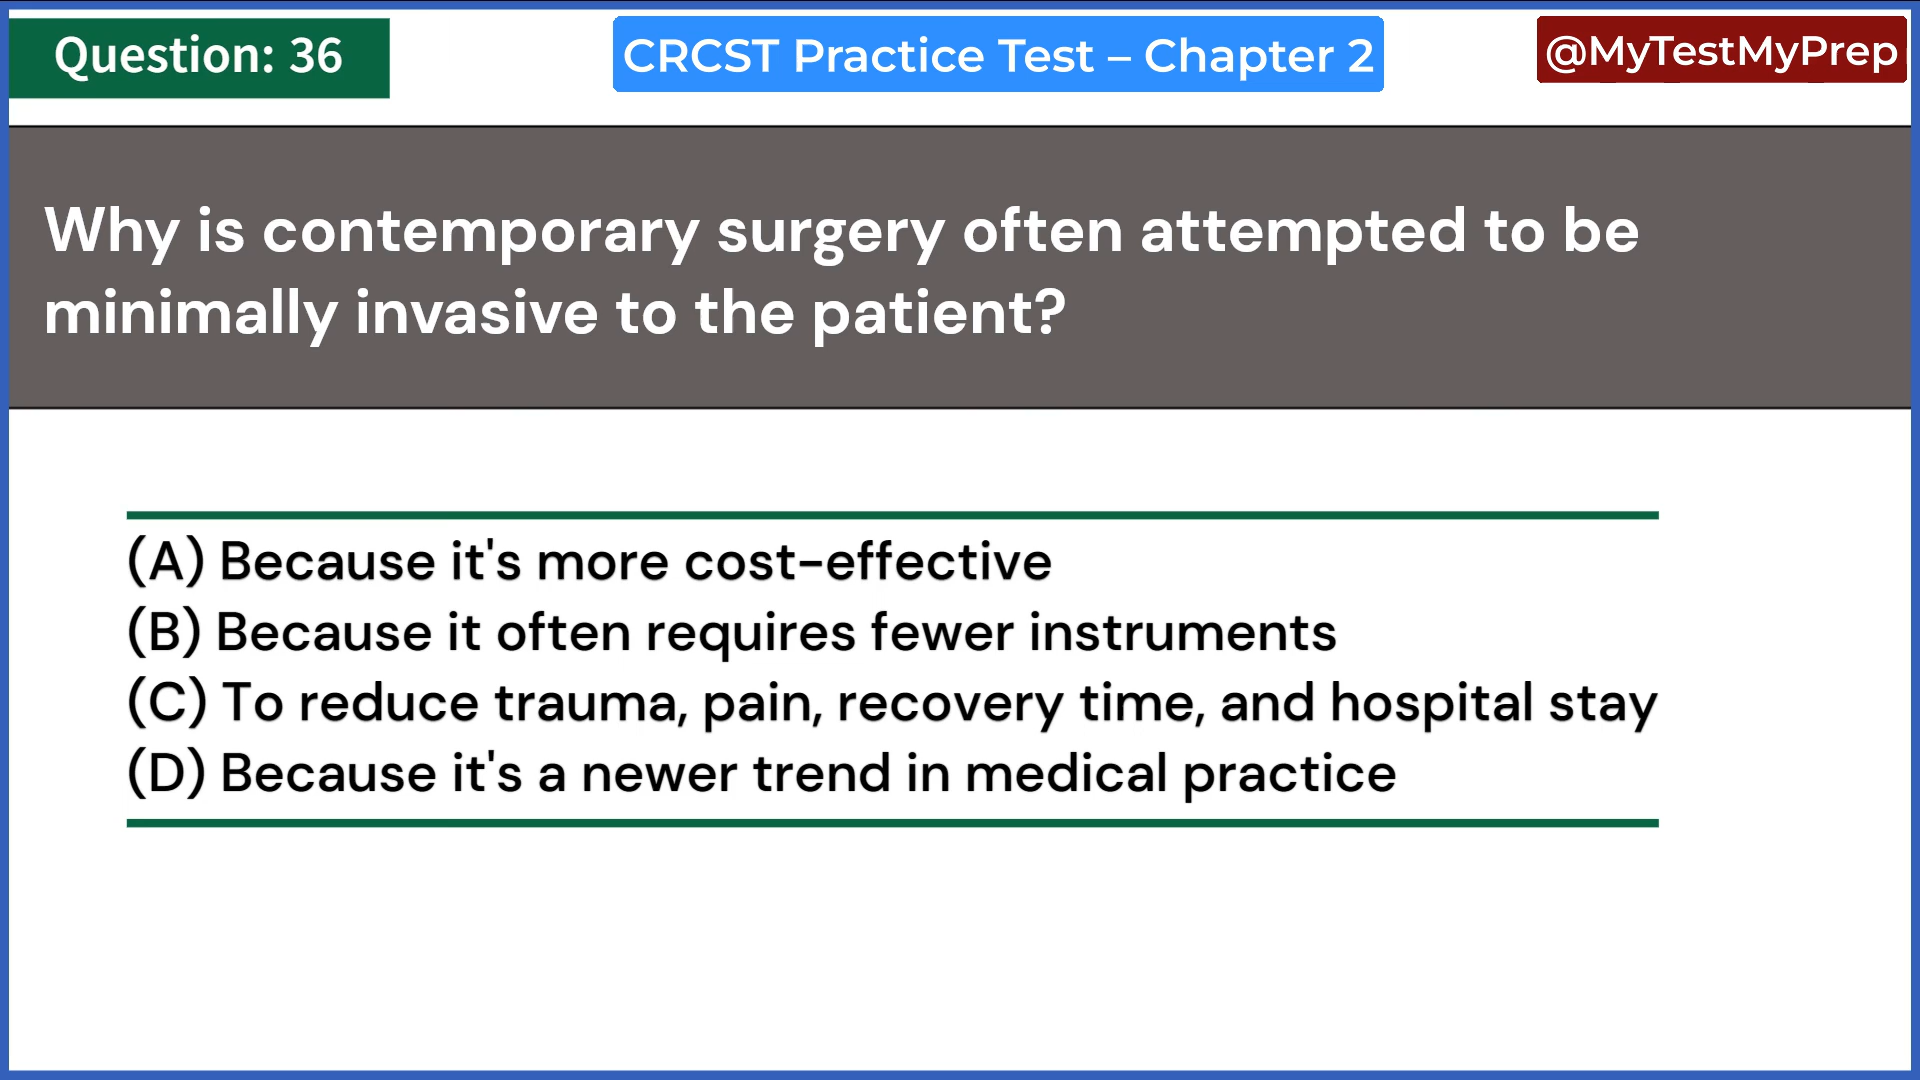 Question: 36
CRCST Practice Test – Chapter 2
@MyTestMyPrep
Why is contemporary surgery often attempted to be
minimally invasive to the patient?
(A) Because it's more cost-effective
(B) Because it often requires fewer instruments
(C) To reduce trauma, pain, recovery time, and hospital stay
(D) Because it's a newer trend in medical practice